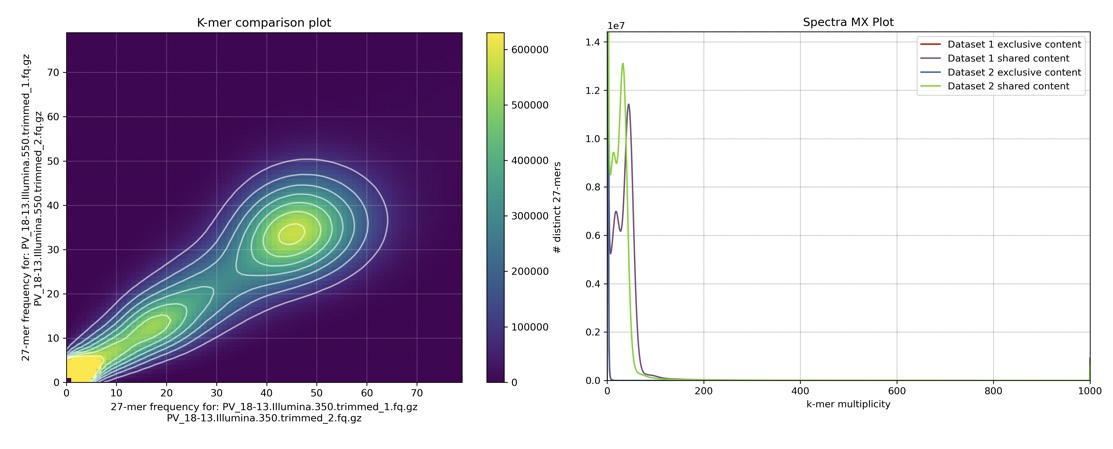 K-mer comparison plot
27-mer frequency for: PV_18-13.Illumina.550.trimmed_1.fq.gz
PV_18-13.Illumina.550.trimmed_2.fq.gz
70
60
50
40
30
20
10
0
0 10 20 30 40 50 60 70
27-mer frequency for: PV_18-13.Illumina.350.trimmed_1.fq.gz
PV_18-13.Illumina.350.trimmed_2.fq.gz
600000
500000
400000
300000
200000
100000
0
# distinct 27-mers
Spectra MX Plot
1e7
1.4
1.2
1.0
0.8
0.6
0.4
0.2
0.0
0 200 400 600 800 1000
k-mer multiplicity
Dataset 1 exclusive content
Dataset 1 shared content
Dataset 2 exclusive content
Dataset 2 shared content